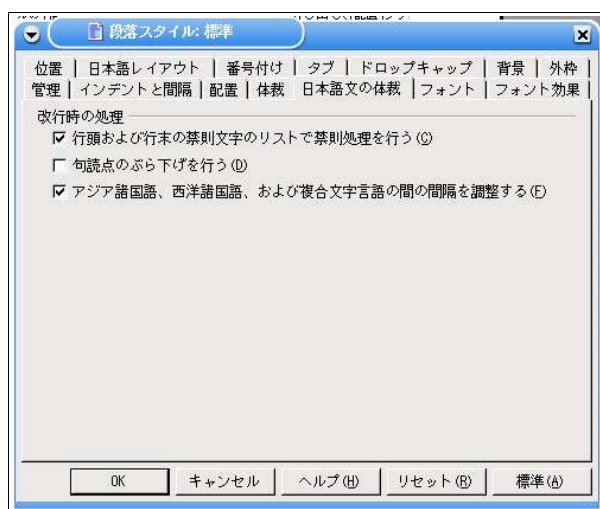 段落スタイル: 標準
位置 | 日本語レイアウト | 番号付け | タブ | ドロップキャップ | 背景 | 外枠
管理 | インデントと間隔 | 配置 | 体裁 日本語文の体裁 | フォント | フォント効果
改行時の処理
行頭および行末の禁則文字のリストで禁則処理を行う(C)
句読点のぶら下げを行う(D)
アジア諸国語、西洋諸国語、および複合文字言語の間の間隔を調整する(E)
OK キャンセル ヘルプ(H) リセット(R) 標準(A)